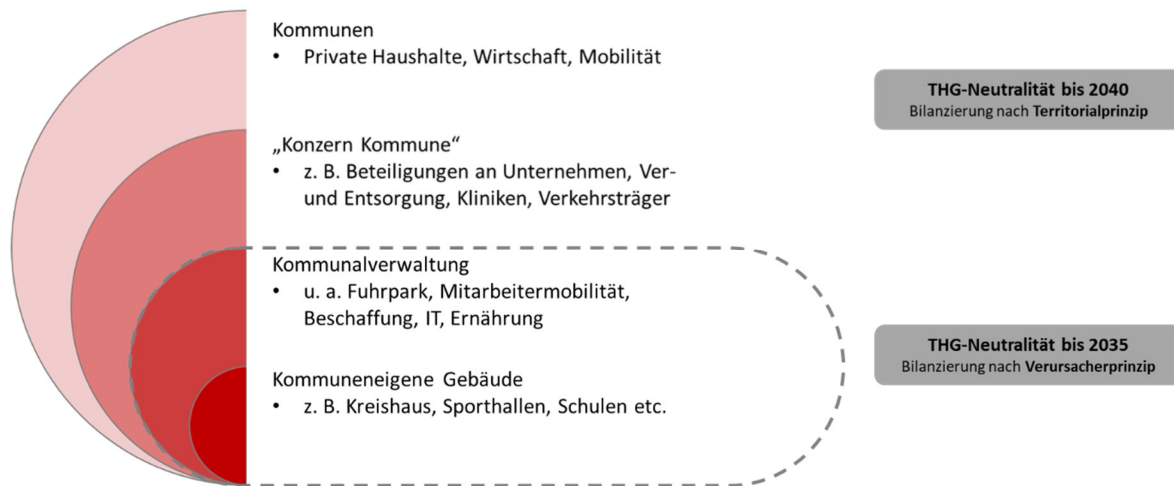 Kommunen
• Private Haushalte, Wirtschaft, Mobilität
THG-Neutralität bis 2040
Bilanzierung nach Territorialprinzip
„Konzern Kommune“
• z. B. Beteiligungen an Unternehmen, Ver-
und Entsorgung, Kliniken, Verkehrsträger
Kommunalverwaltung
• u. a. Fuhrpark, Mitarbeitermobilität,
Beschaffung, IT, Ernährung
THG-Neutralität bis 2035
Bilanzierung nach Verursacherprinzip
Kommuneneigene Gebäude
• z. B. Kreishaus, Sporthallen, Schulen etc.